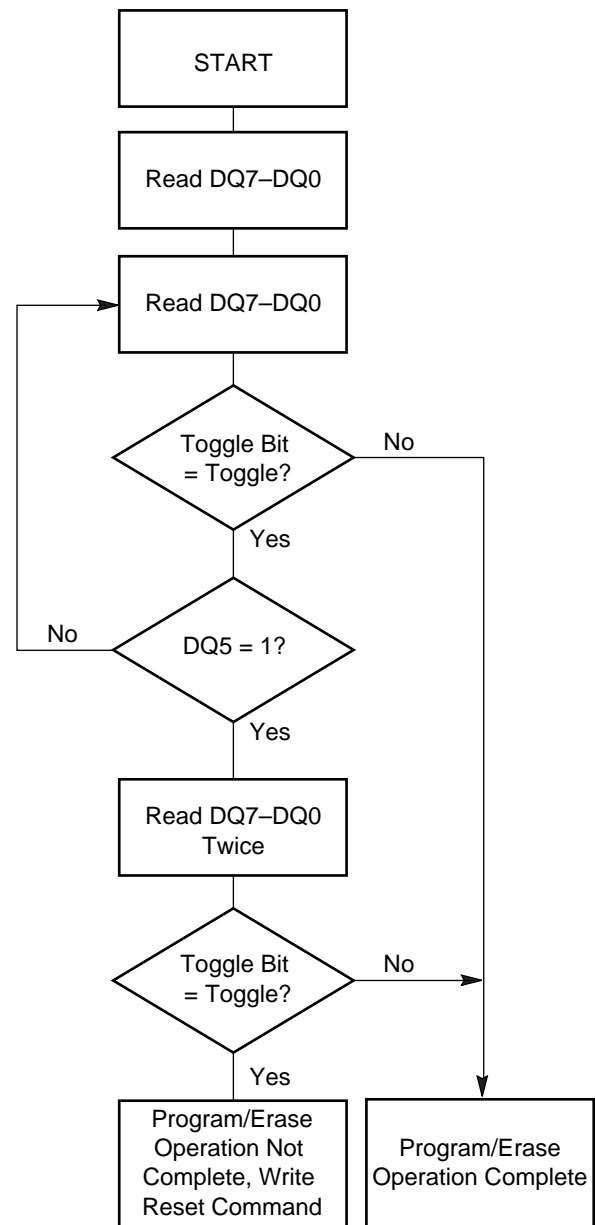 START
Read DQ7–DQ0
Read DQ7–DQ0
Toggle Bit
= Toggle?
No
Yes
No
DQ5 = 1?
Yes
Read DQ7–DQ0
Twice
Toggle Bit
= Toggle?
No
Yes
Program/Erase
Operation Not
Complete, Write
Reset Command
Program/Erase
Operation Complete